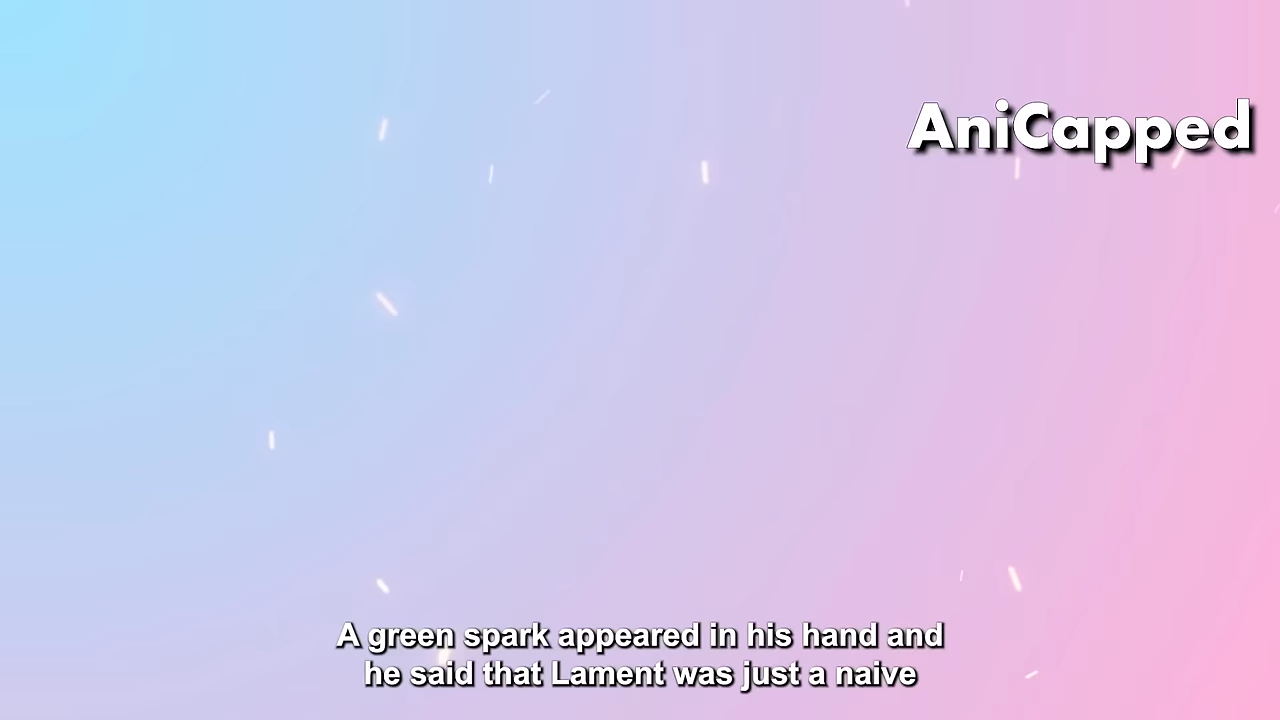 AniCapped
A green spark appeared in his hand and
he said that Lament was just a naive